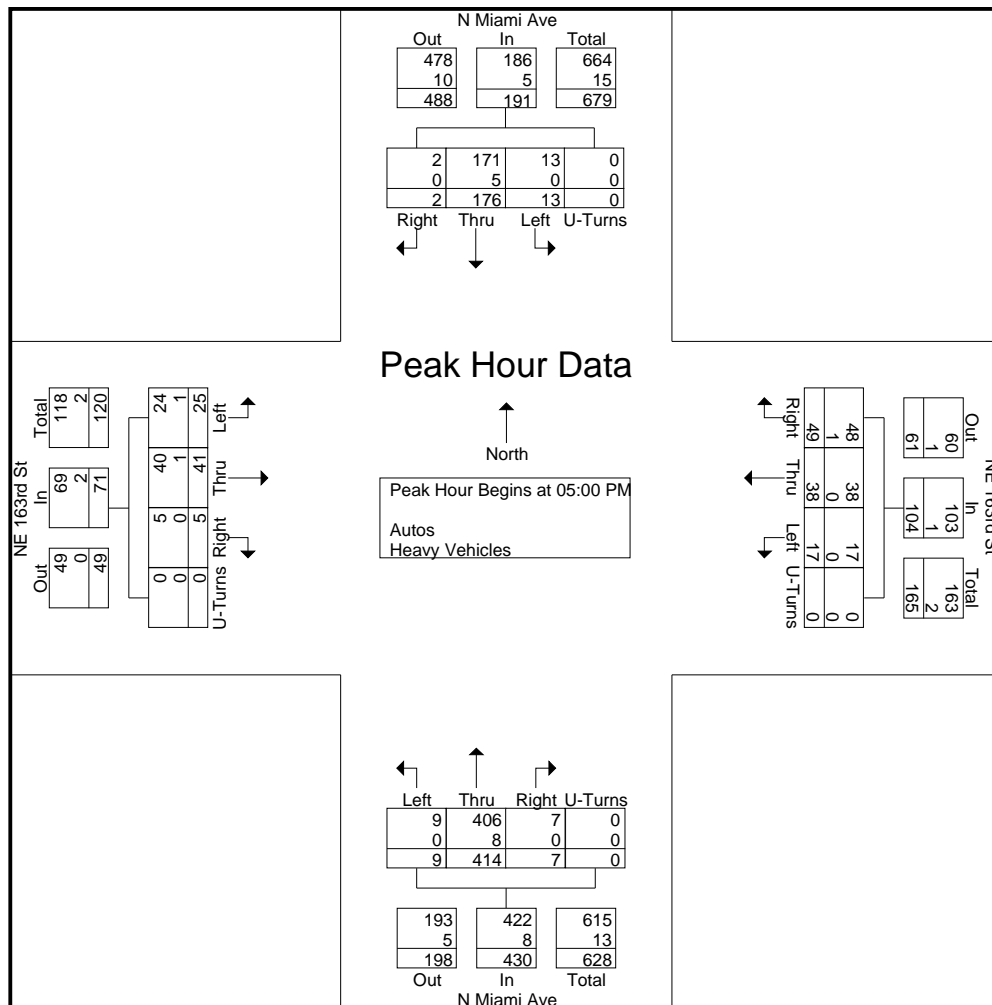 N Miami Ave
Out In Total
478 186 664
10 5 15
488 191 679
2 171 13 0
0 5 0 0
2 176 13 0
Right Thru Left U-Turns
Peak Hour Data
North
Peak Hour Begins at 05:00 PM
Autos
Heavy Vehicles
NE 163rd St
Total In Out
118 69 49
2 2 0
120 71 49
24 40 5 0
1 1 0 0
25 41 5 0
Left Thru Right U-Turns
NE 163rd St
Out In Total
60 103 163
1 1 2
61 104 165
48 38 17 0
1 0 0 0
49 38 17 0
Right Thru Left U-Turns
Left Thru Right U-Turns
9 406 7 0
0 8 0 0
9 414 7 0
193 422 615
5 8 13
198 430 628
Out In Total
N Miami Ave